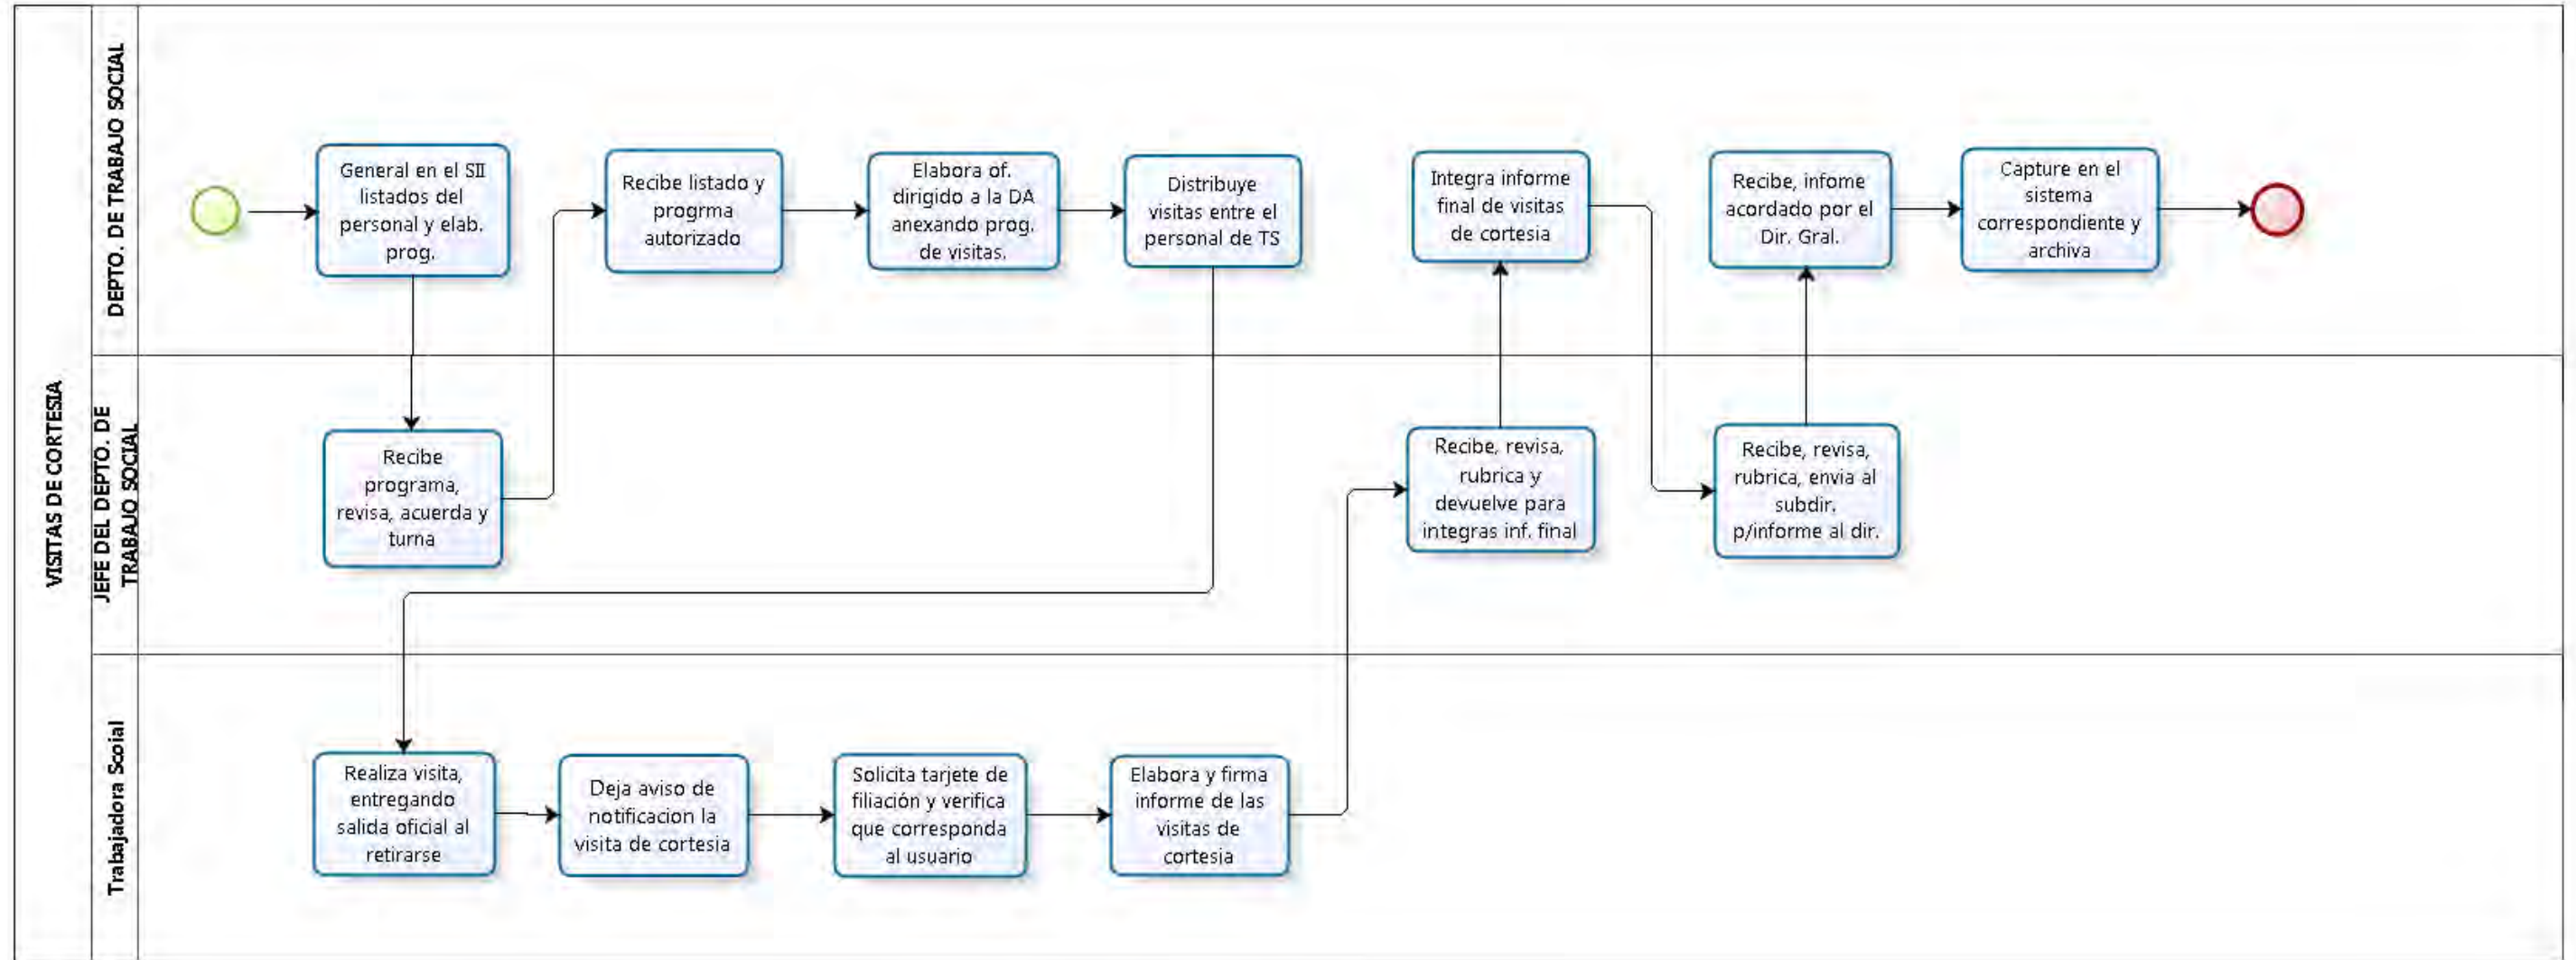 VISITAS DE CORTESIA
DEPTO. DE TRABAJO SOCIAL
General en el SII
listados del
personal y elab.
prog.
Recibe listado y
progrma
autorizado
Elabora of.
dirigido a la DA
anexando prog.
de visitas.
Distribuye
visitas entre el
personal de TS
Integra informe
final de visitas
de cortesia
Recibe, infome
acordado por el
Dir. Gral.
Capture en el
sistema
correspondiente y
archiva
JEFE DEL DEPTO. DE
TRABAJO SOCIAL
Recibe
programa,
revisa, acuerda y
turna
Recibe, revisa,
rubrica y
devuelve para
integras inf. final
Recibe, revisa,
rubrica, envia al
subdir.
p/informe al dir.
Trabajadora Scoial
Realiza visita,
entregando
salida oficial al
retirarse
Deja aviso de
notificacion la
visita de cortesia
Solicita tarjete de
filiación y verifica
que corresponda
al usuario
Elabora y firma
informe de las
visitas de
cortesia